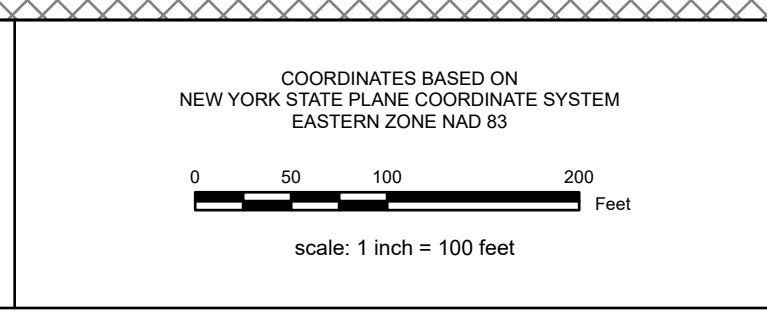 COORDINATES BASED ON
NEW YORK STATE PLANE COORDINATE SYSTEM
EASTERN ZONE NAD 83
0 50 100 200
Feet
scale: 1 inch = 100 feet